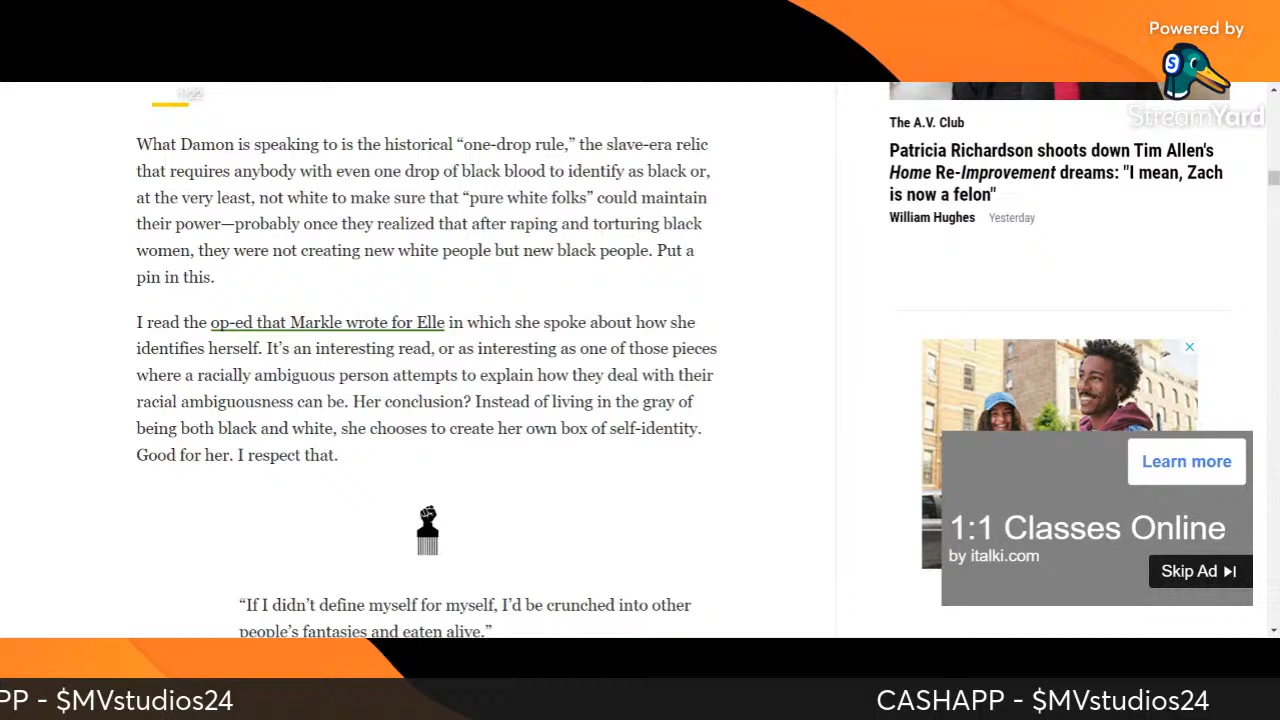 Powered by
S
StreamYard
1:22
What Damon is speaking to is the historical “one-drop rule,” the slave-era relic
that requires anybody with even one drop of black blood to identify as black or,
at the very least, not white to make sure that “pure white folks” could maintain
their power—probably once they realized that after raping and torturing black
women, they were not creating new white people but new black people. Put a
pin in this.
I read the op-ed that Markle wrote for Elle in which she spoke about how she
identifies herself. It’s an interesting read, or as interesting as one of those pieces
where a racially ambiguous person attempts to explain how they deal with their
racial ambiguousness can be. Her conclusion? Instead of living in the gray of
being both black and white, she chooses to create her own box of self-identity.
Good for her. I respect that.
“If I didn’t define myself for myself, I’d be crunched into other
people’s fantasies and eaten alive.”
The A.V. Club
Patricia Richardson shoots down Tim Allen's
Home Re-Improvement dreams: "I mean, Zach
is now a felon"
William Hughes Yesterday
Learn more
1:1 Classes Online
by italki.com
Skip Ad
PP - $MVstudios24
CASHAPP - $MVstudios24